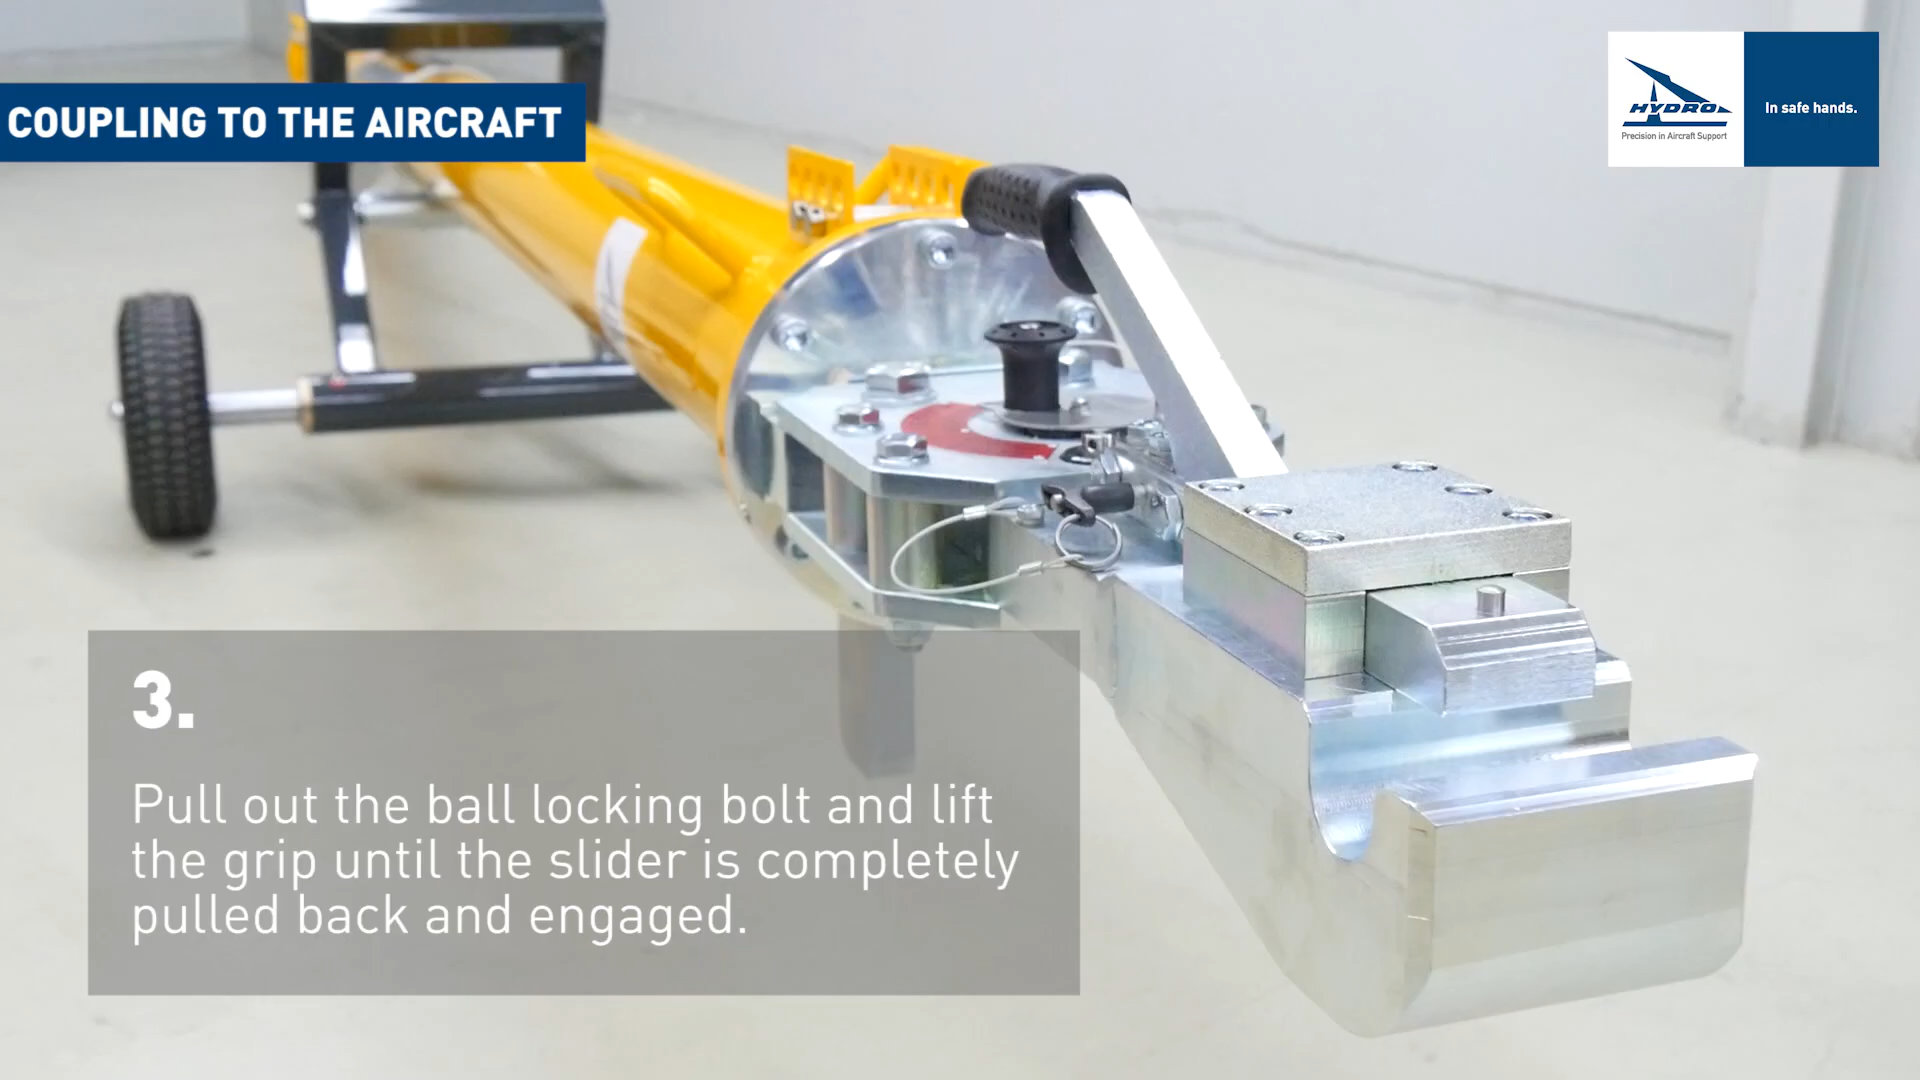 COUPLING TO THE AIRCRAFT
HYDRO
Precision in Aircraft Support
In safe hands.
3.
Pull out the ball locking bolt and lift
the grip until the slider is completely
pulled back and engaged.